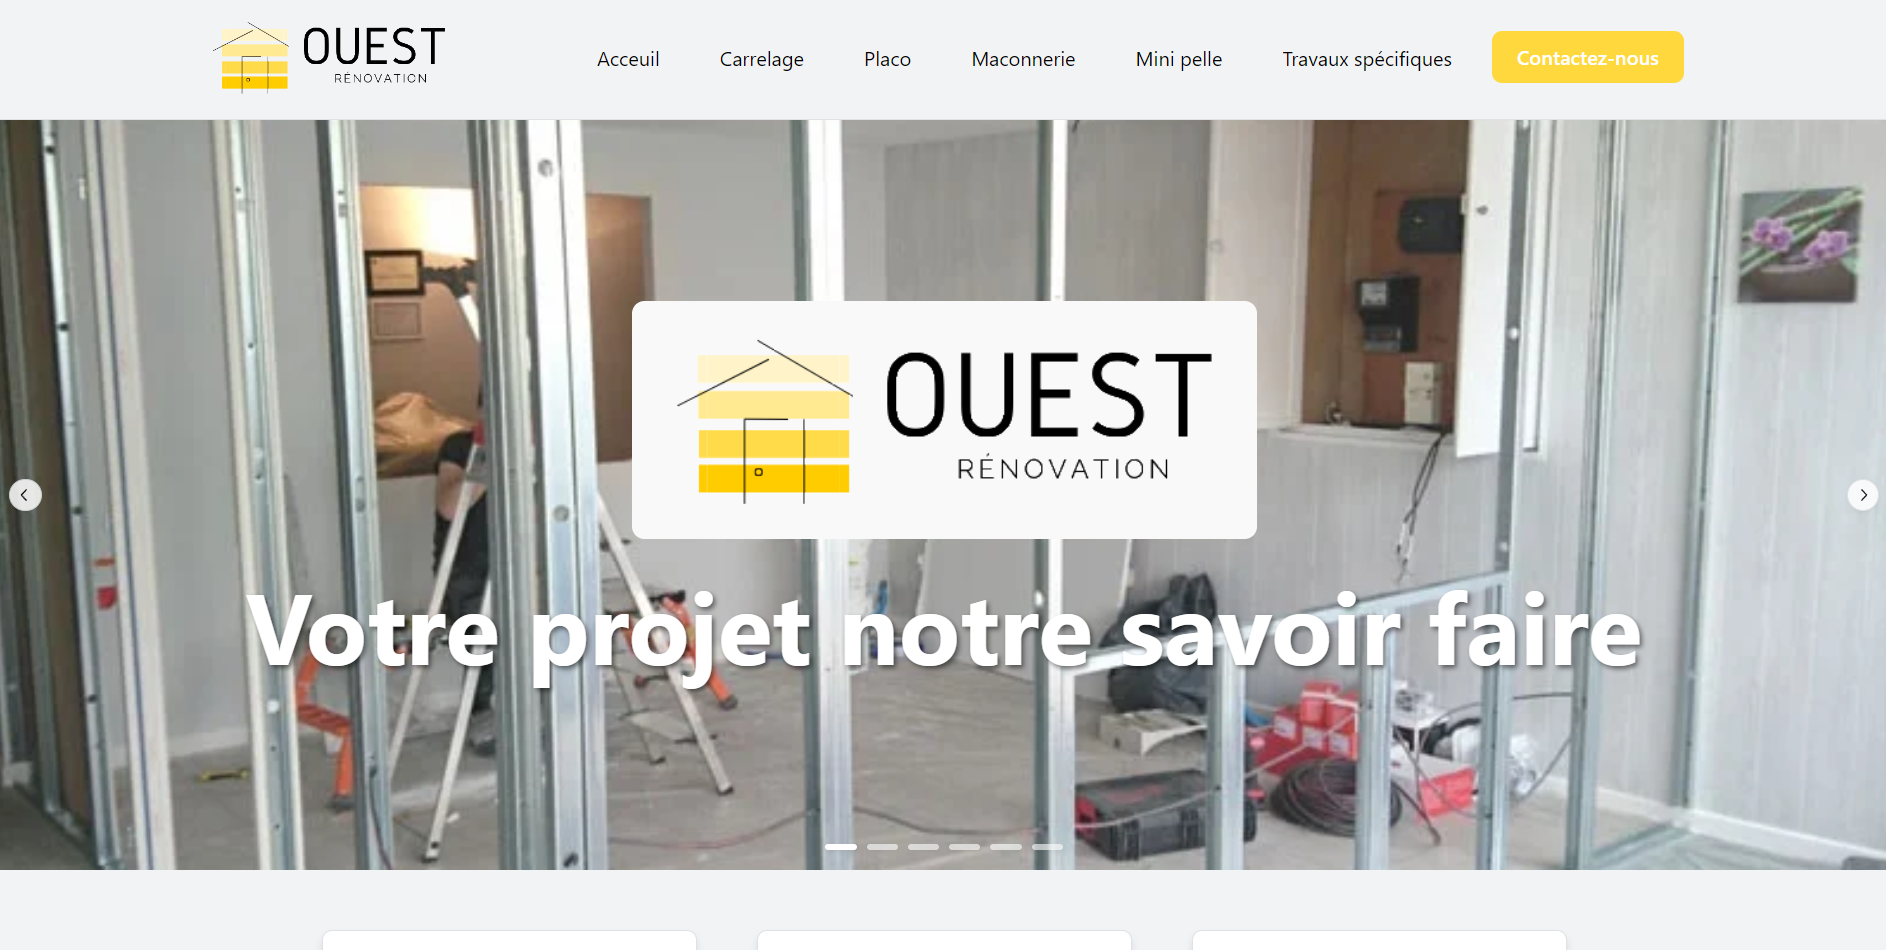 OUEST
RÉNOVATION
Acceuil
Carrelage
Placo
Maconnerie
Mini pelle
Travaux spécifiques
Contactez-nous
OUEST
RÉNOVATION
Votre projet notre savoir faire